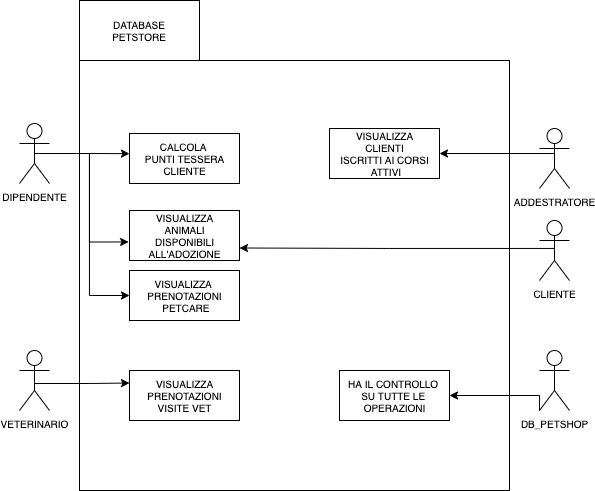 DATABASE
PETSTORE
CALCOLA
PUNTI TESSERA
CLIENTE
VISUALIZZA
CLIENTI
ISCRITTI AI CORSI
ATTIVI
DIPENDENTE
ADDESTRATORE
VISUALIZZA
ANIMALI
DISPONIBILI
ALL'ADOZIONE
CLIENTE
VISUALIZZA
PRENOTAZIONI
PETCARE
VETERINARIO
VISUALIZZA
PRENOTAZIONI
VISITE VET
HA IL CONTROLLO
SU TUTTE LE
OPERAZIONI
DB_PETSHOP